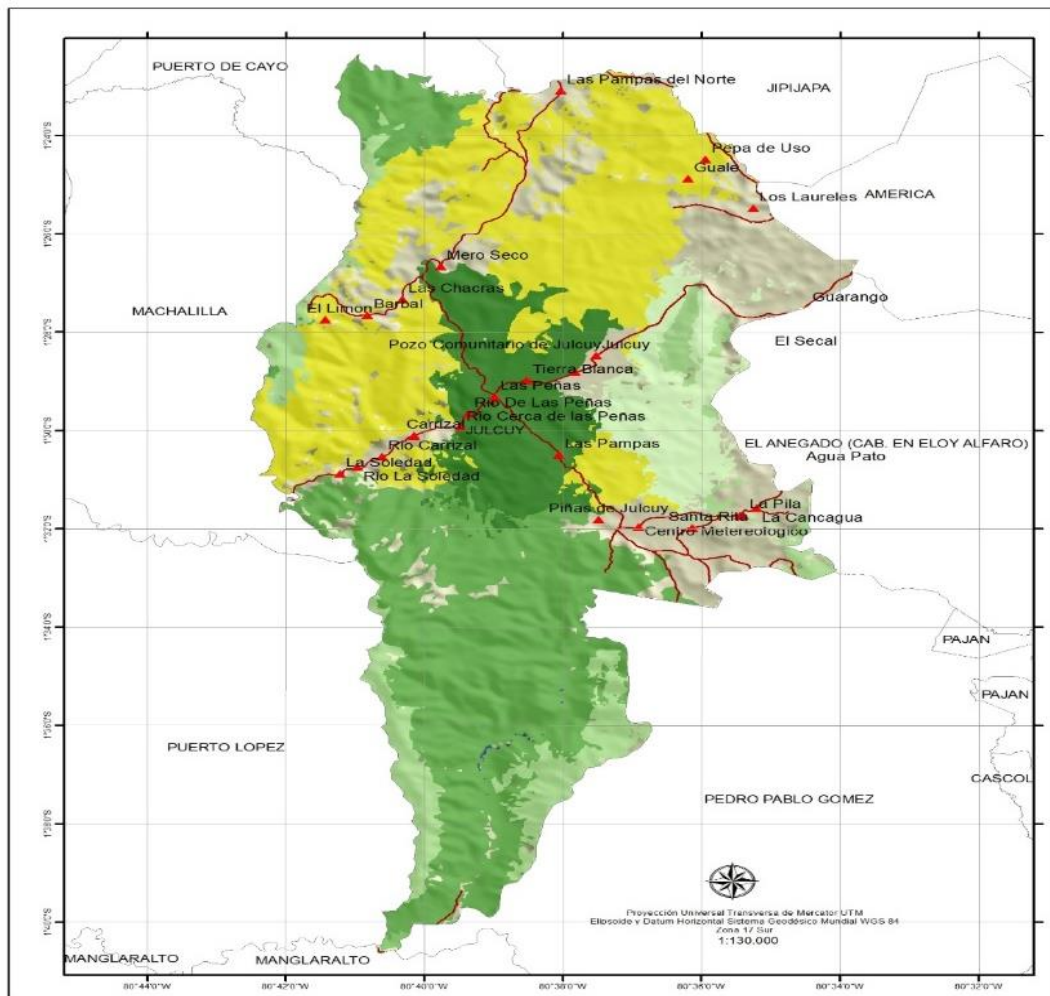 PUERTO DE CAYO
Las Pampas del Norte
JIPIJAPA
Pepa de Uso
Guale
Los Laureles
AMERICA
Mero Seco
Las Chacras
Guarango
MACHALILLA
El Limon
Barbal
El Secal
Pozo Comunitario de Julcuy
Julcuy
Tierra Blanca
Las Peñas
Rio De Las Peñas
Rio Cerca de las Peñas
Carrizal
JULCUY
Rio Carrizal
Las Pampas
EL ANEGADO (CAB. EN ELOY ALFARO)
Agua Pato
La Soledad
Rio La Soledad
La Pila
Piñas de Julcuy
Santa Rita
La Cancagua
Centro Metereologico
PAJAN
PAJAN
PUERTO LOPEZ
CASCOL
PEDRO PABLO GOMEZ
Proyección Universal Transversa de Mercator UTM
Elipsoide y Datum Horizontal Sistema Geodésico Mundial WGS 84
Zona 17 Sur
1:130.000
MANGLARALTO
MANGLARALTO
80°44'0"W
80°42'0"W
80°40'0"W
80°38'0"W
80°36'0"W
80°34'0"W
80°32'0"W